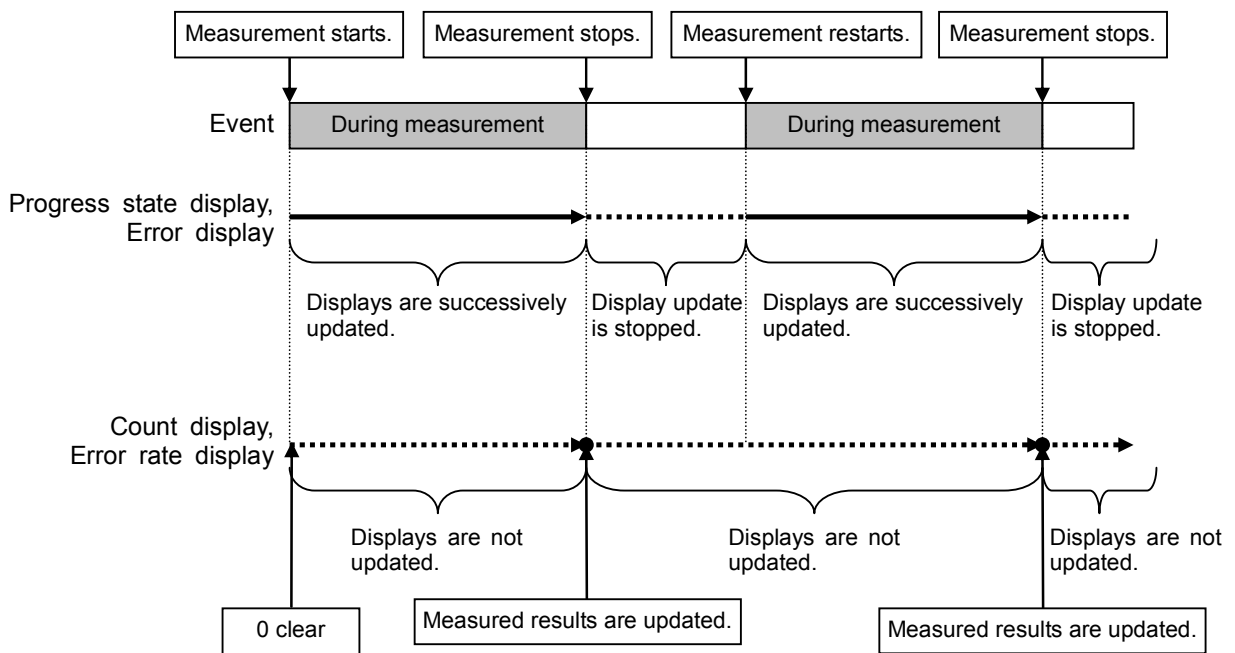 Measurement starts.
Measurement stops.
Measurement restarts.
Measurement stops.
Event
During measurement
During measurement
Progress state display,
Error display
Displays are successively
updated.
Display update
is stopped.
Displays are successively
updated.
Display update
is stopped.
Count display,
Error rate display
Displays are not
updated.
Displays are not
updated.
Displays are not
updated.
0 clear
Measured results are updated.
Measured results are updated.